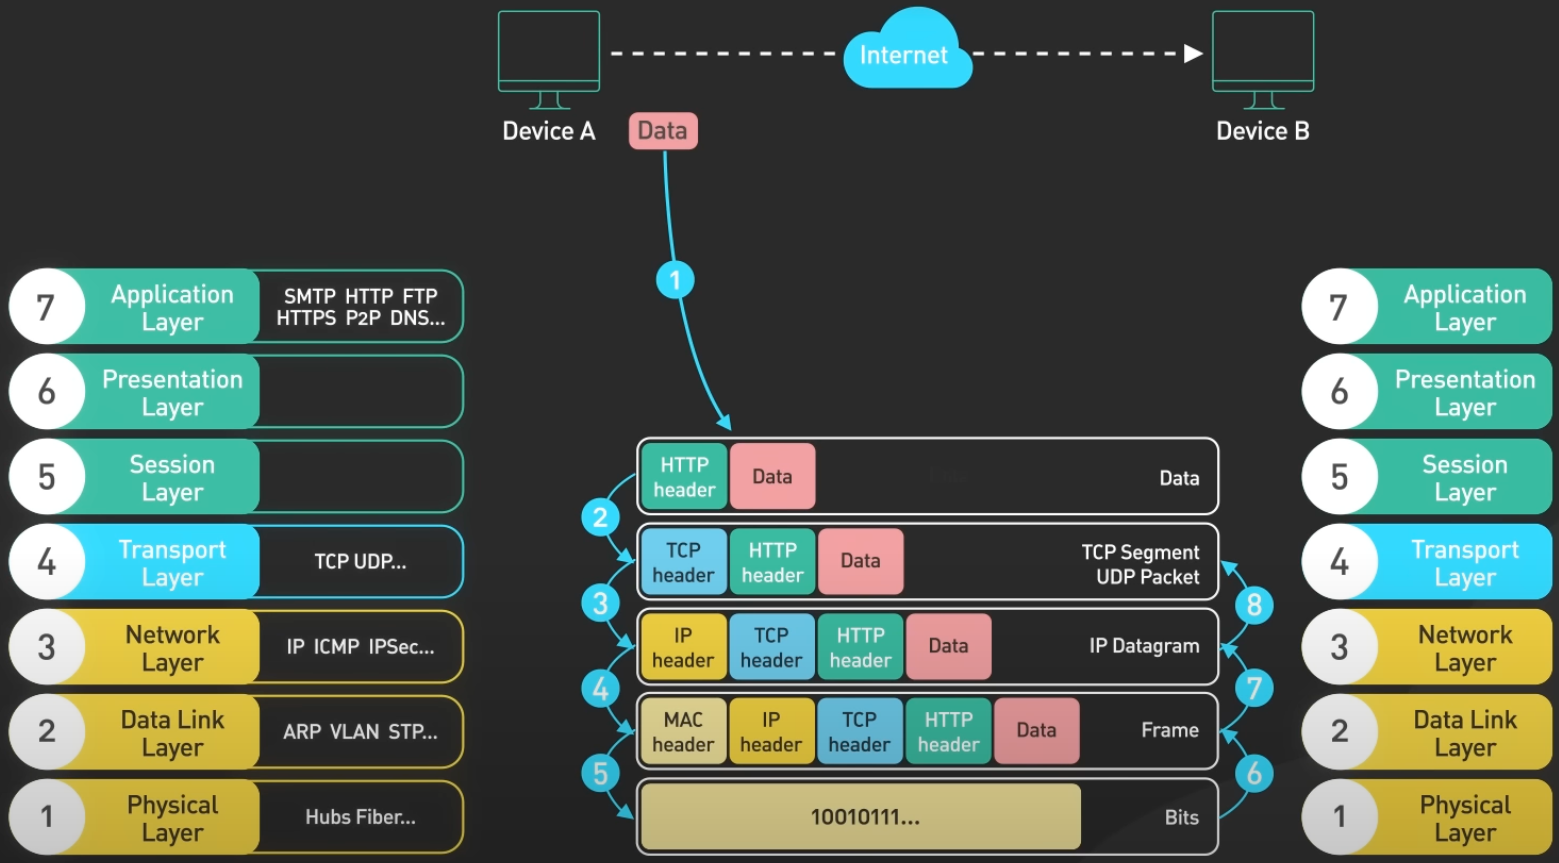 Internet
Device A
Data
Device B
1
7
Application
Layer
SMTP HTTP FTP
HTTPS P2P DNS...
6
Presentation
Layer
5
Session
Layer
4
Transport
Layer
TCP UDP...
3
Network
Layer
IP ICMP IPSec...
2
Data Link
Layer
ARP VLAN STP...
1
Physical
Layer
Hubs Fiber...
HTTP
header
Data
Data
2
TCP
header
HTTP
header
Data
TCP Segment
UDP Packet
3
IP
header
TCP
header
HTTP
header
Data
IP Datagram
4
MAC
header
IP
header
TCP
header
HTTP
header
Data
Frame
5
10010111...
Bits
6
7
8
7
Application
Layer
6
Presentation
Layer
5
Session
Layer
4
Transport
Layer
3
Network
Layer
2
Data Link
Layer
1
Physical
Layer